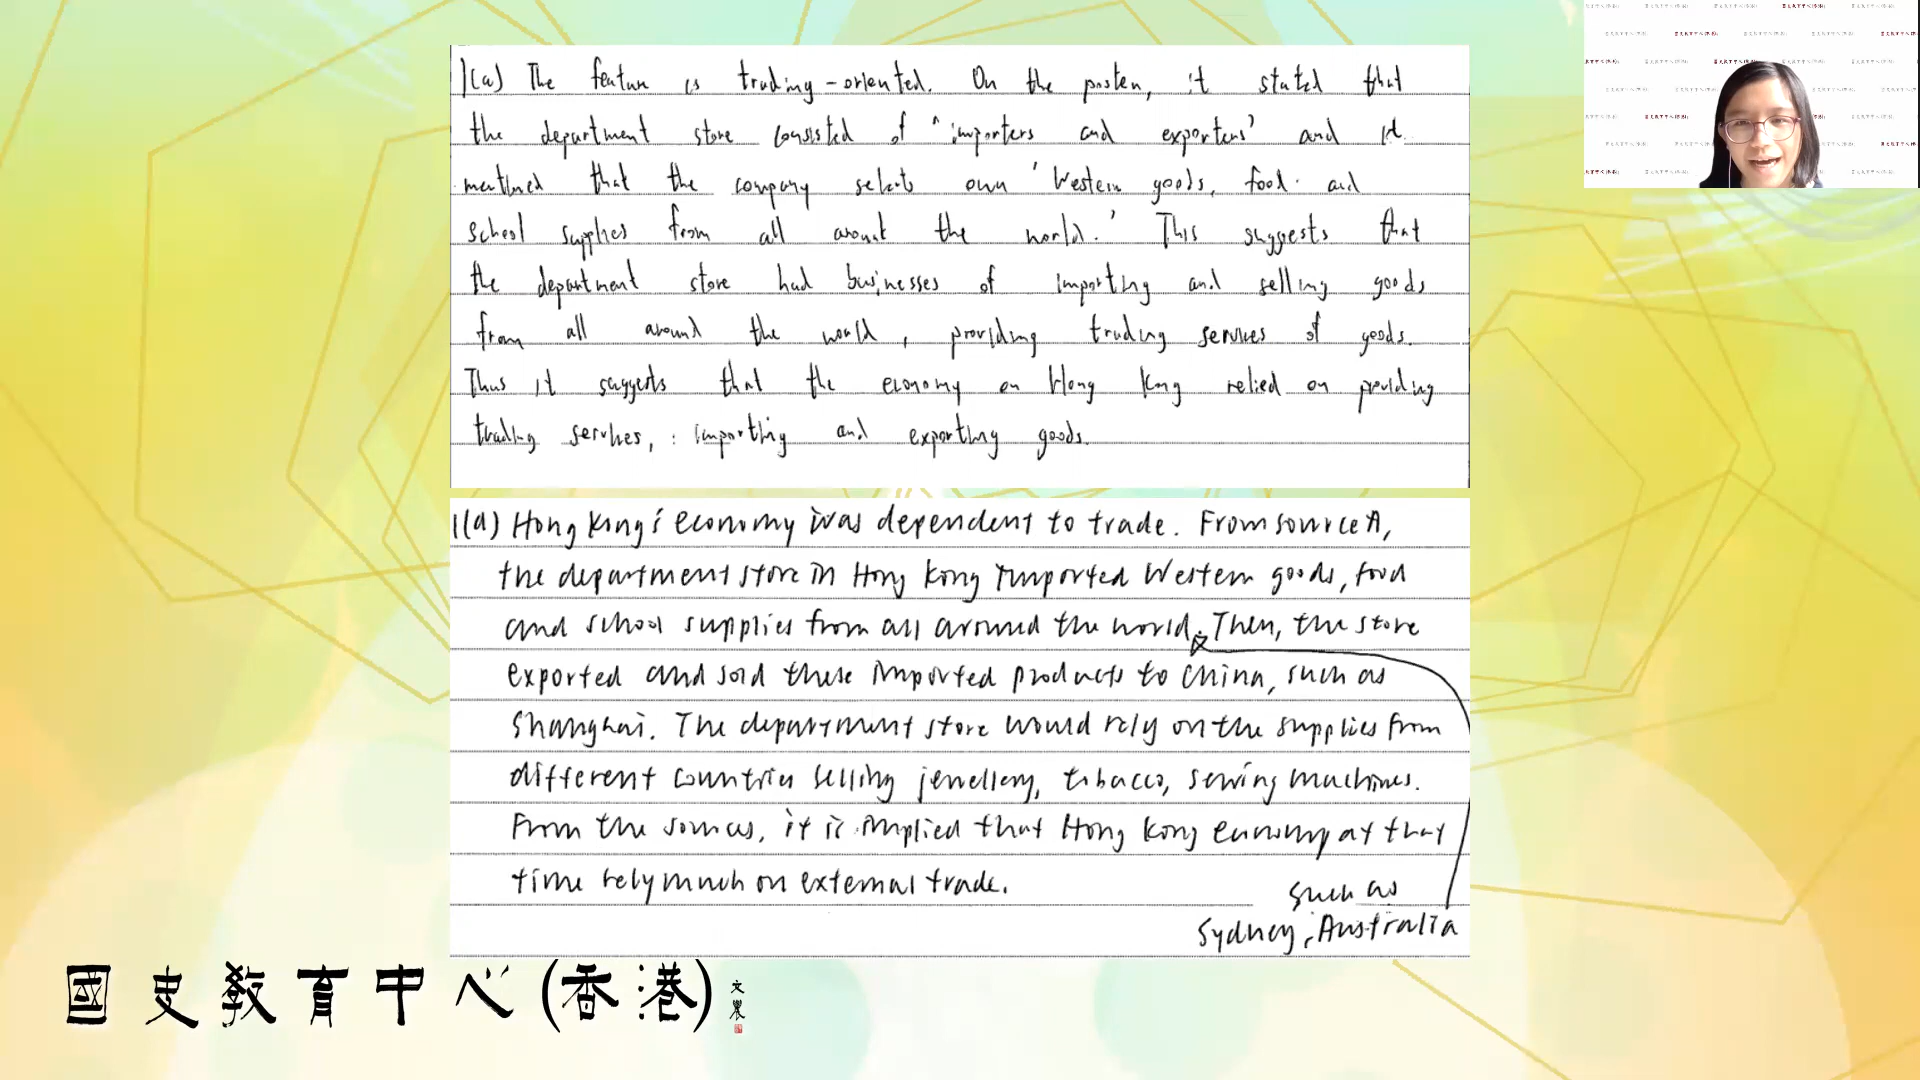 1(a) The feature is trading-oriented. On the poster, it stated that
the department store consisted of "importers and exporters' and it
mentioned that the company selects own 'Western goods, food and
school supplies from all around the world.' This suggests that
the department store had businesses of importing and selling goods
from all around the world, providing trading services of goods.
Thus it suggests that the economy on Hong Kong relied on providing
trading services, importing and exporting goods.
1(a) Hong Kong's economy was dependent to trade. From source A,
the department store in Hong Kong imported Western goods, food
and school supplies from all around the world. Then, the store
exported and sold these imported products to China, such as
Shanghai. The department store would rely on the supplies from
different countries selling jewellery, tobacco, sewing machines.
From the sources, it is implied that Hong Kong economy at that
time rely much on external trade.
such as
Sydney, Australia
國史教育中心(香港)